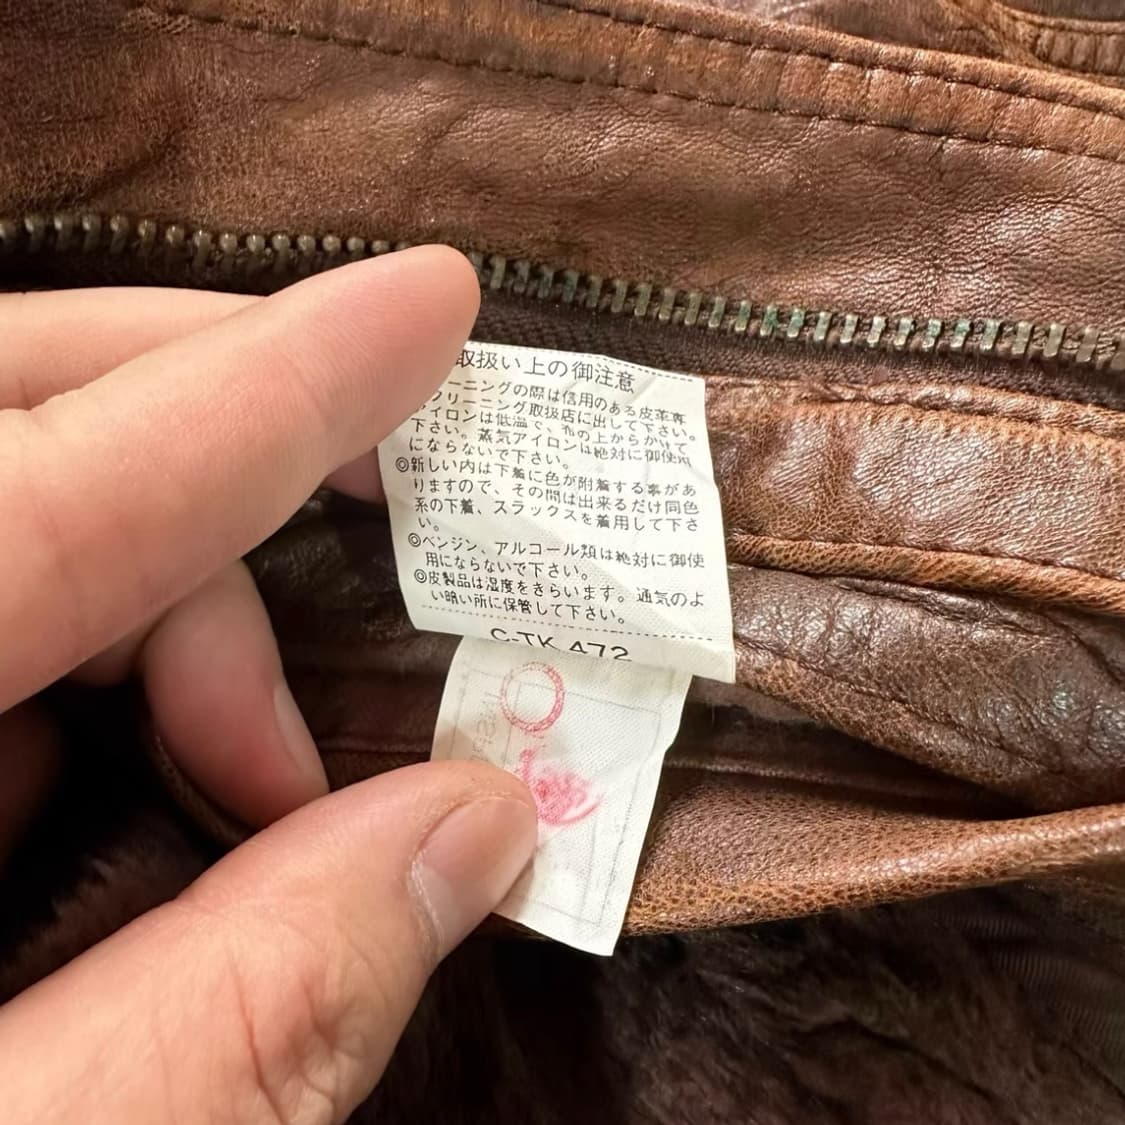 取扱い上の御注意
ーニングの際は信用のある皮革専
クリーニング取扱店に出して下さい。
アイロンは低温で、布の上からかけて
下さい。蒸気アイロンは絶対に御使用
にならないで下さい。
◎新しい内は下着に色が附着する事があ
りますので、その間は出来るだけ同色
系の下着、スラックスを着用して下さ
い。
◎ベンジン、アルコール類は絶対に御使
用にならないで下さい。
◎皮製品は湿度をきらいます。通気のよ
い暗い所に保管して下さい。
C-TK 472